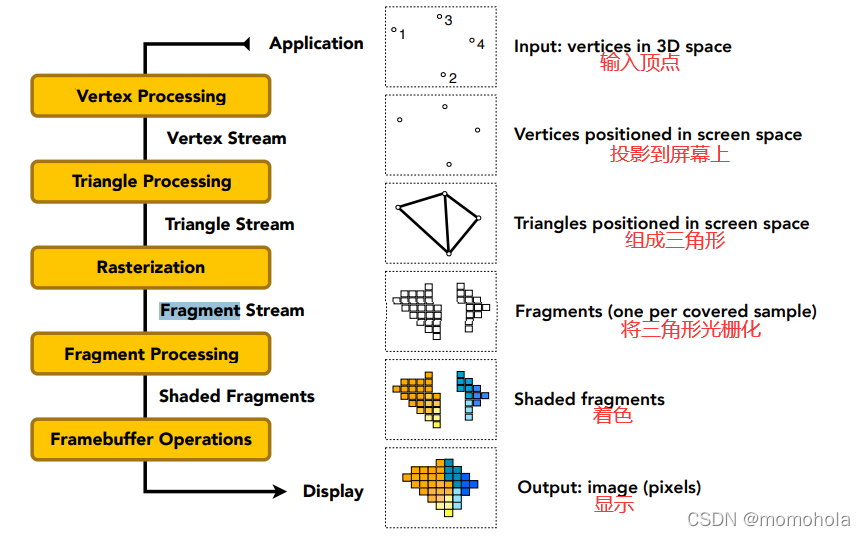 Application
1
3
4
2
Input: vertices in 3D space
输入顶点
Vertex Processing
Vertex Stream
Vertices positioned in screen space
投影到屏幕上
Triangle Processing
Triangle Stream
Triangles positioned in screen space
组成三角形
Rasterization
Fragment Stream
Fragments (one per covered sample)
将三角形光栅化
Fragment Processing
Shaded Fragments
Shaded fragments
着色
Framebuffer Operations
Display
Output: image (pixels)
显示
CSDN @momohola